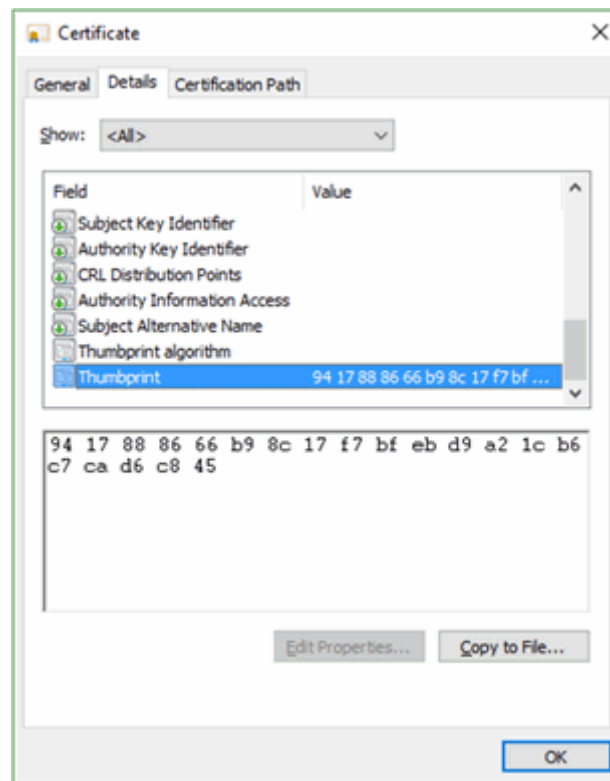 Certificate
General Details Certification Path
Show: <All>
Field Value
Subject Key Identifier
Authority Key Identifier
CRL Distribution Points
Authority Information Access
Subject Alternative Name
Thumbprint algorithm
Thumbprint 94 17 88 86 66 b9 8c 17 f7 bf ...
94 17 88 86 66 b9 8c 17 f7 bf eb d9 a2 1c b6
c7 ca d6 c8 45
Edit Properties... Copy to File...
OK